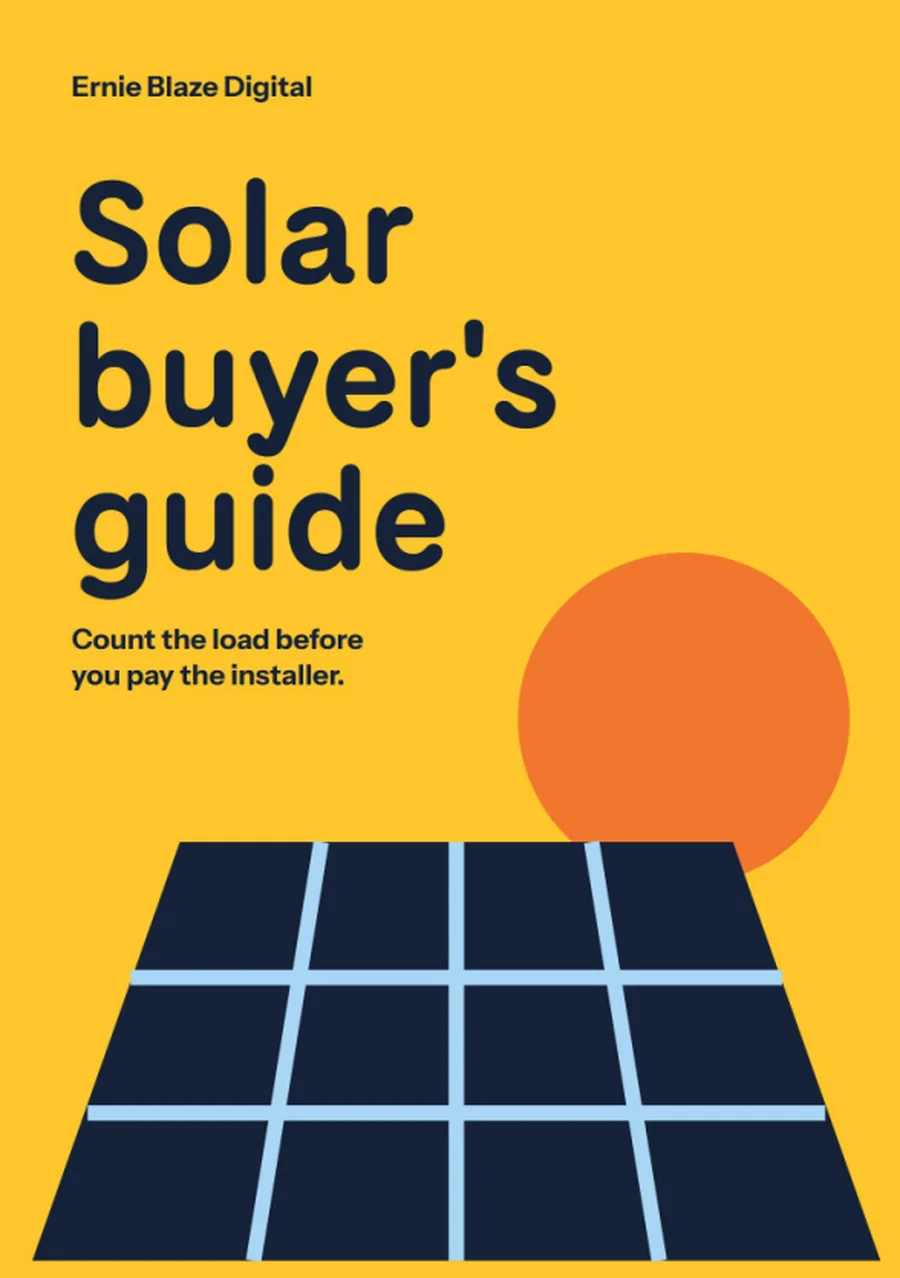 Ernie Blaze Digital
Solar
buyer's
guide
Count the load before
you pay the installer.